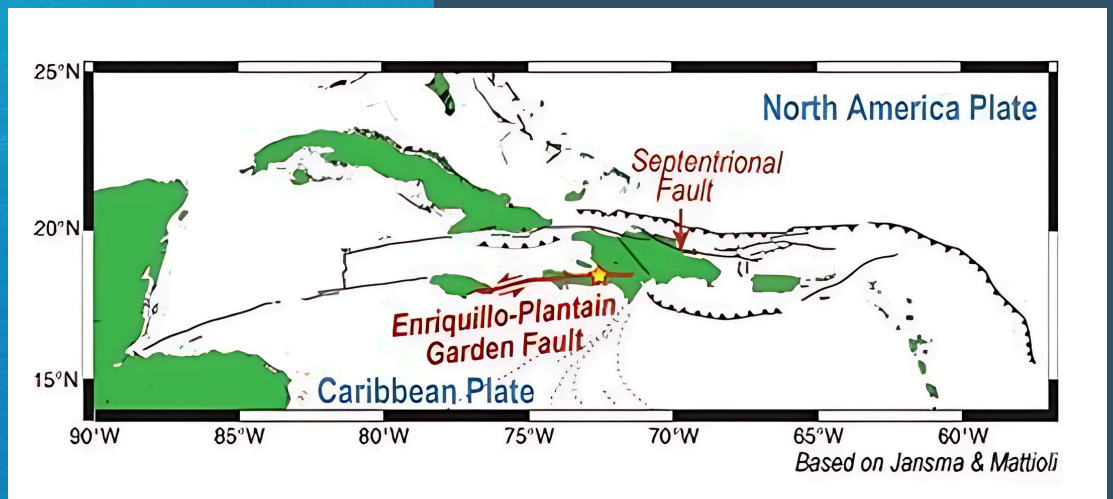 25°N
North America Plate
Septentrional
Fault
20°N
Enriquillo-Plantain
Garden Fault
Caribbean Plate
15°N
90°W 85°W 80°W 75°W 70°W 65°W 60°W
Based on Jansma & Mattioli